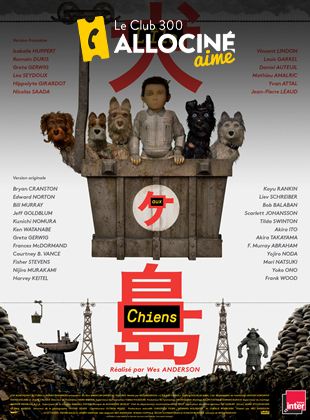 Le Club 300
ALLOCINÉ
aime
犬
Version française
Isabelle HUPPERT
Romain DURIS
Greta GERWIG
Léa SEYDOUX
Hippolyte GIRARDOT
Nicolas SAADA
Vincent LINDON
Louis GARREL
Daniel AUTEUIL
Mathieu AMALRIC
Yvan ATTAL
Jean-Pierre LÉAUD
Version originale
Bryan CRANSTON
Edward NORTON
Bill MURRAY
Jeff GOLDBLUM
Kunichi NOMURA
Ken WATANABE
Greta GERWIG
Frances McDORMAND
Courtney B. VANCE
Fisher STEVENS
Nijiro MURAKAMI
Harvey KEITEL
Koyu RANKIN
Liev SCHREIBER
Bob BALABAN
Scarlett JOHANSSON
Tilda SWINTON
Akira ITO
Akira TAKAYAMA
F. Murray ABRAHAM
Yojiro NODA
Mari NATSUKI
Yoko ONO
Frank WOOD
ケ
aux
島
Chiens
Réalisé par Wes ANDERSON
france
inter